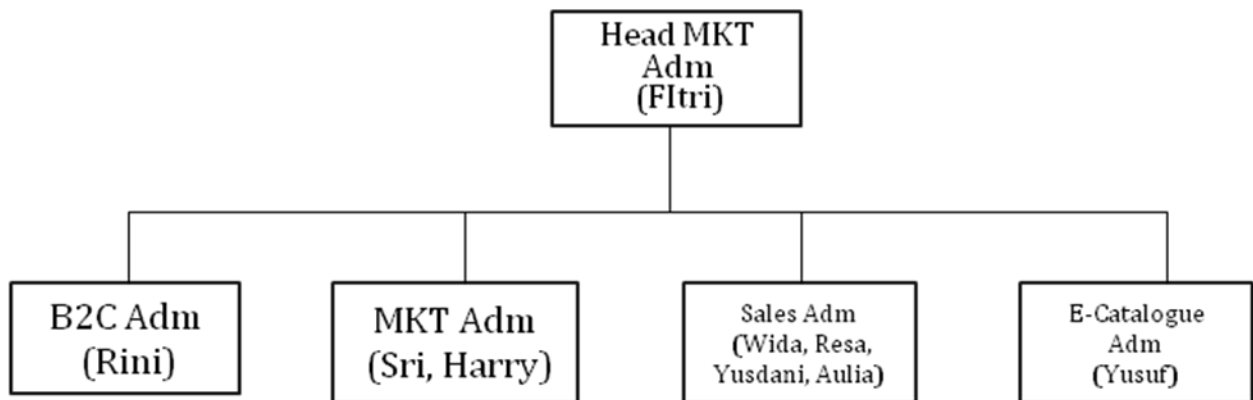 Head MKT
Adm
(FItri)
B2C Adm
(Rini)
MKT Adm
(Sri, Harry)
Sales Adm
(Wida, Resa,
Yusdani, Aulia)
E-Catalogue
Adm
(Yusuf)